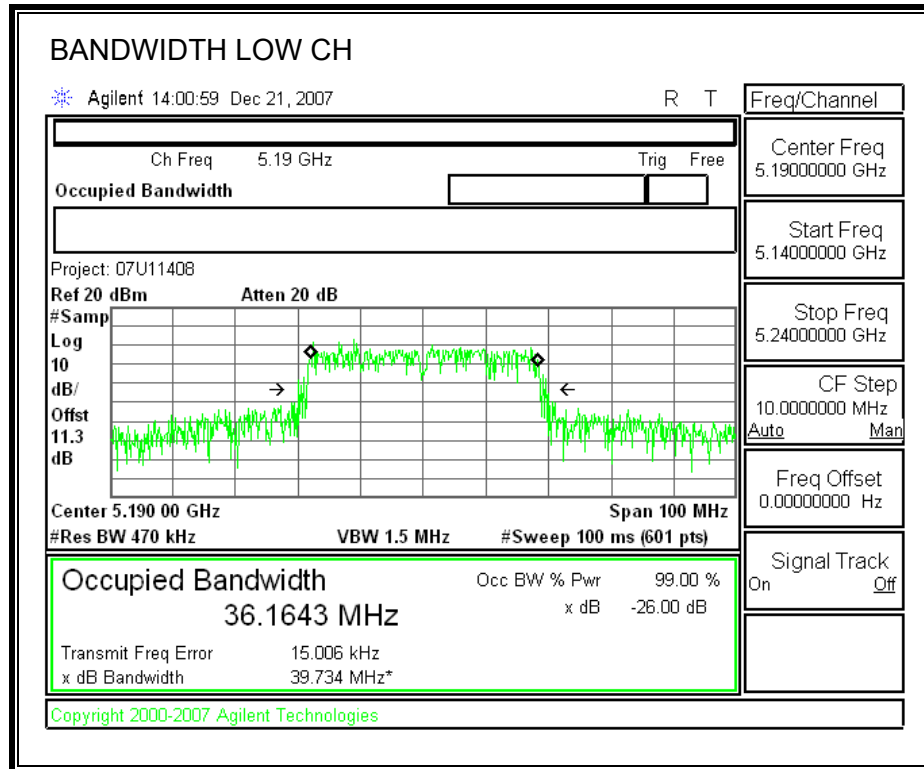 BANDWIDTH LOW CH
Agilent 14:00:59 Dec 21, 2007 R T
Freq/Channel
Ch Freq 5.19 GHz Trig Free
Occupied Bandwidth
Center Freq
5.19000000 GHz
Start Freq
5.14000000 GHz
Stop Freq
5.24000000 GHz
CF Step
10.0000000 MHz
Auto Man
Freq Offset
0.00000000 Hz
Signal Track
On Off
Project: 07U11408
Ref 20 dBm Atten 20 dB
#Samp
Log
10
dB/
Offst
11.3
dB
Center 5.190 00 GHz Span 100 MHz
#Res BW 470 kHz VBW 1.5 MHz #Sweep 100 ms (601 pts)
Occupied Bandwidth Occ BW % Pwr 99.00 %
36.1643 MHz x dB -26.00 dB
Transmit Freq Error 15.006 kHz
x dB Bandwidth 39.734 MHz*
Copyright 2000-2007 Agilent Technologies